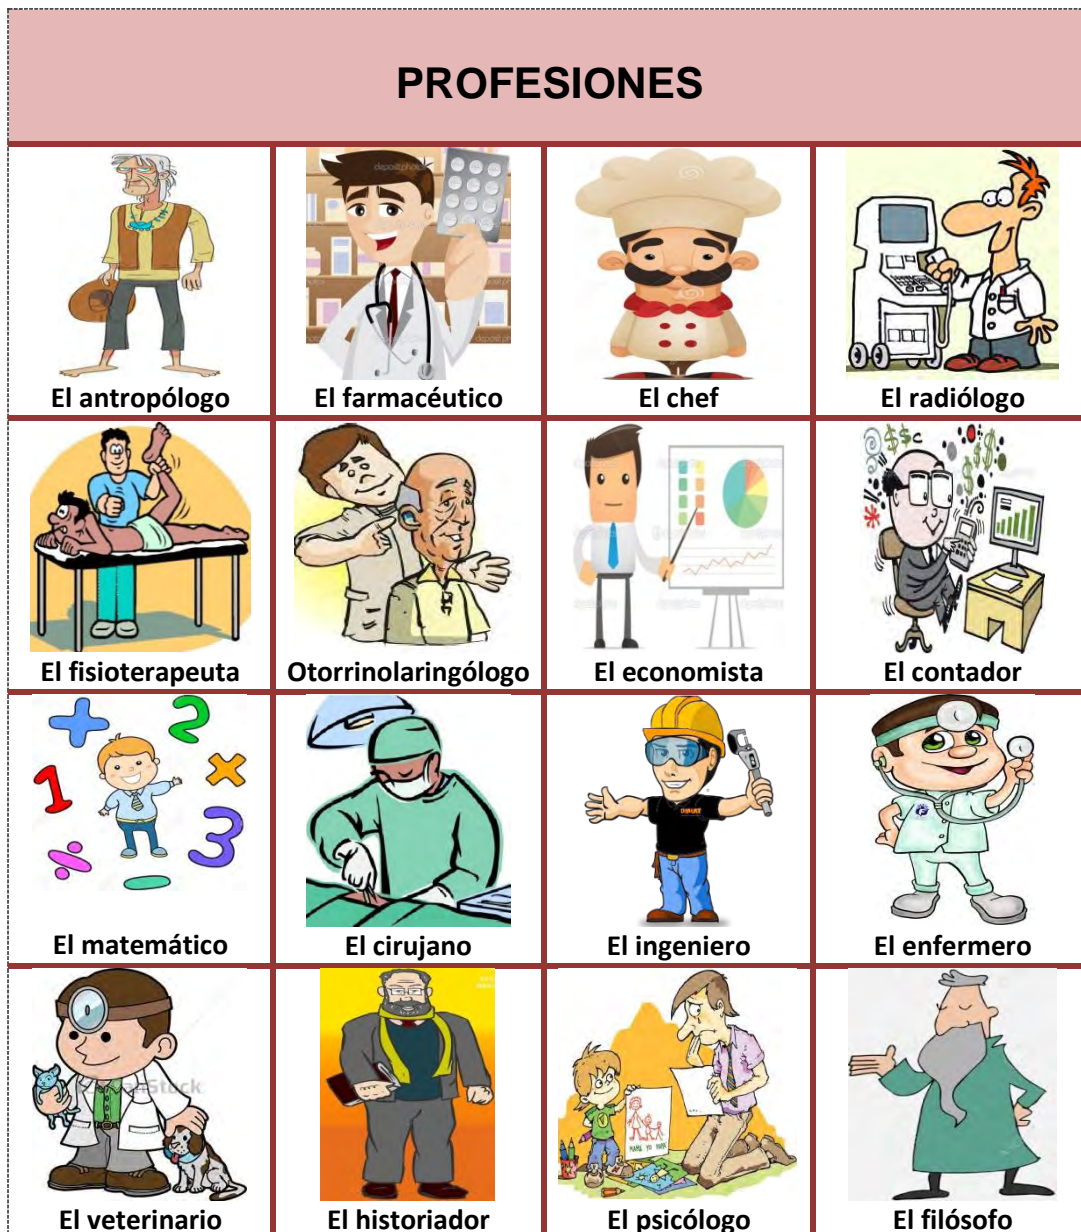 PROFESIONES
El antropólogo
El farmacéutico
El chef
El radiólogo
El fisioterapeuta
Otorrinolaringólogo
El economista
El contador
El matemático
El cirujano
El ingeniero
El enfermero
El veterinario
El historiador
El psicólogo
El filósofo